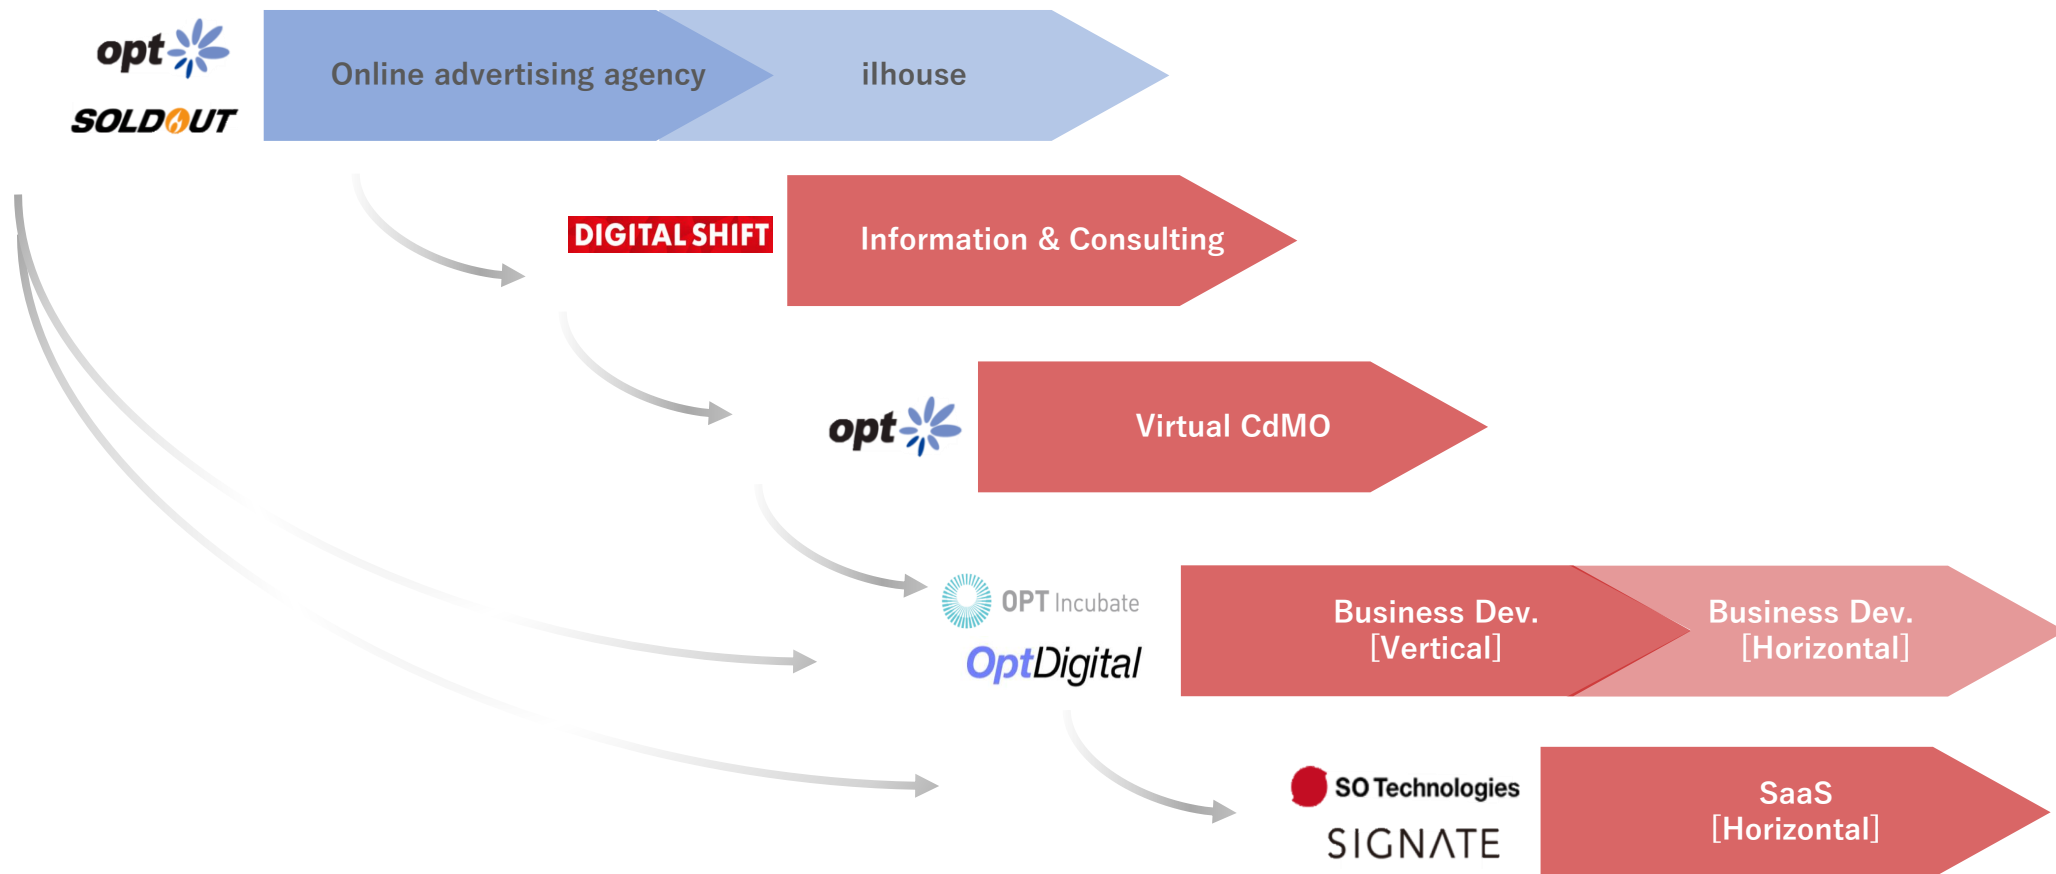 opt
SOLDOUT
Online advertising agency
ilhouse
DIGITAL SHIFT
Information & Consulting
opt
Virtual CdMO
OPT Incubate
OptDigital
Business Dev.
[Vertical]
Business Dev.
[Horizontal]
SO Technologies
SIGNATE
SaaS
[Horizontal]